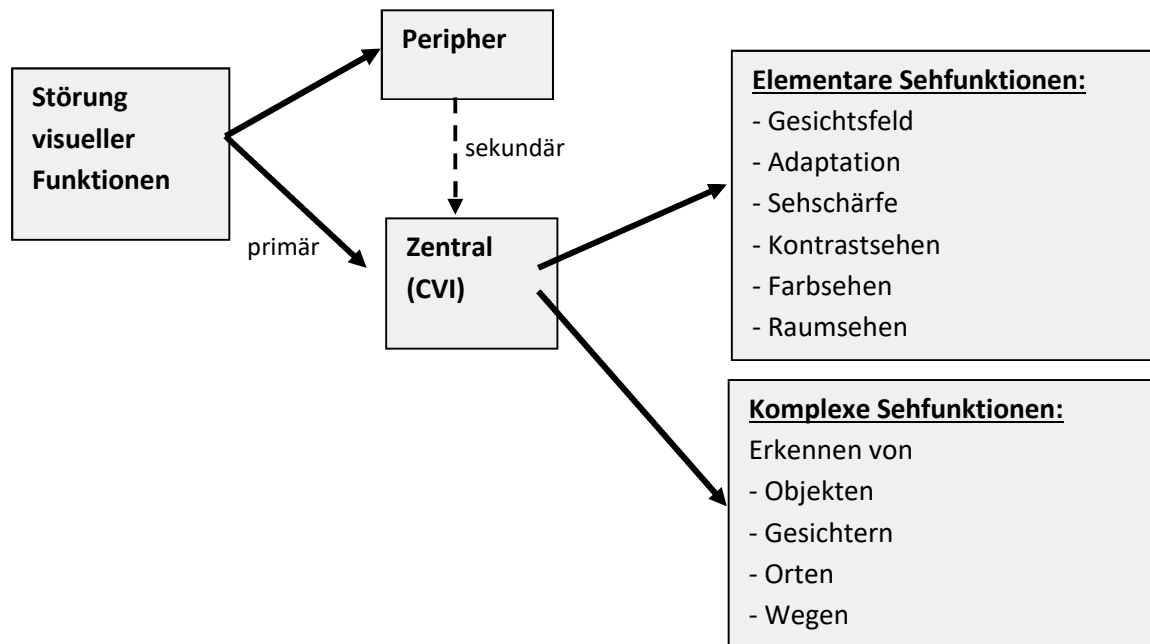 Störung
visueller
Funktionen
Peripher
sekundär
primär
Zentral
(CVI)
Elementare Sehfunktionen:
- Gesichtsfeld
- Adaptation
- Sehschärfe
- Kontrastsehen
- Farbsehen
- Raumsehen
Komplexe Sehfunktionen:
Erkennen von
- Objekten
- Gesichtern
- Orten
- Wegen